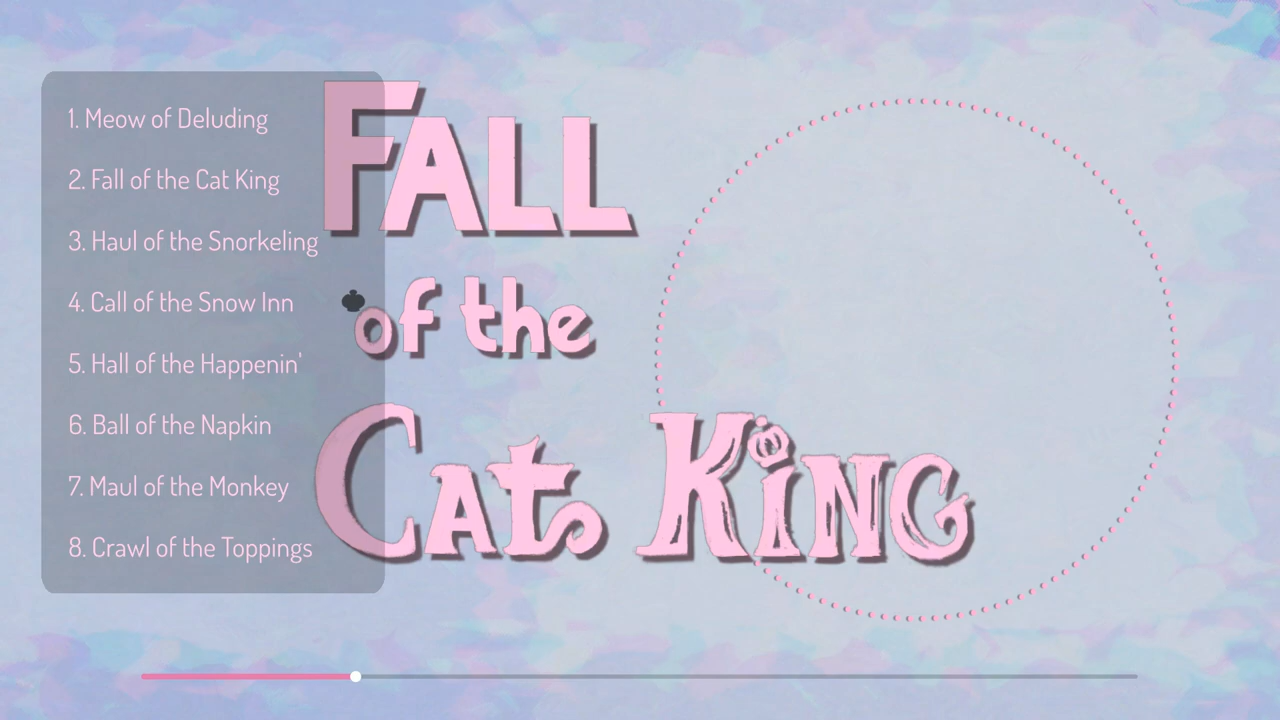 1. Meow of Deluding
2. Fall of the Cat King
3. Haul of the Snorkeling
4. Call of the Snow Inn
5. Hall of the Happenin'
6. Ball of the Napkin
7. Maul of the Monkey
8. Crawl of the Toppings
FALL
of the
CAt KiNG